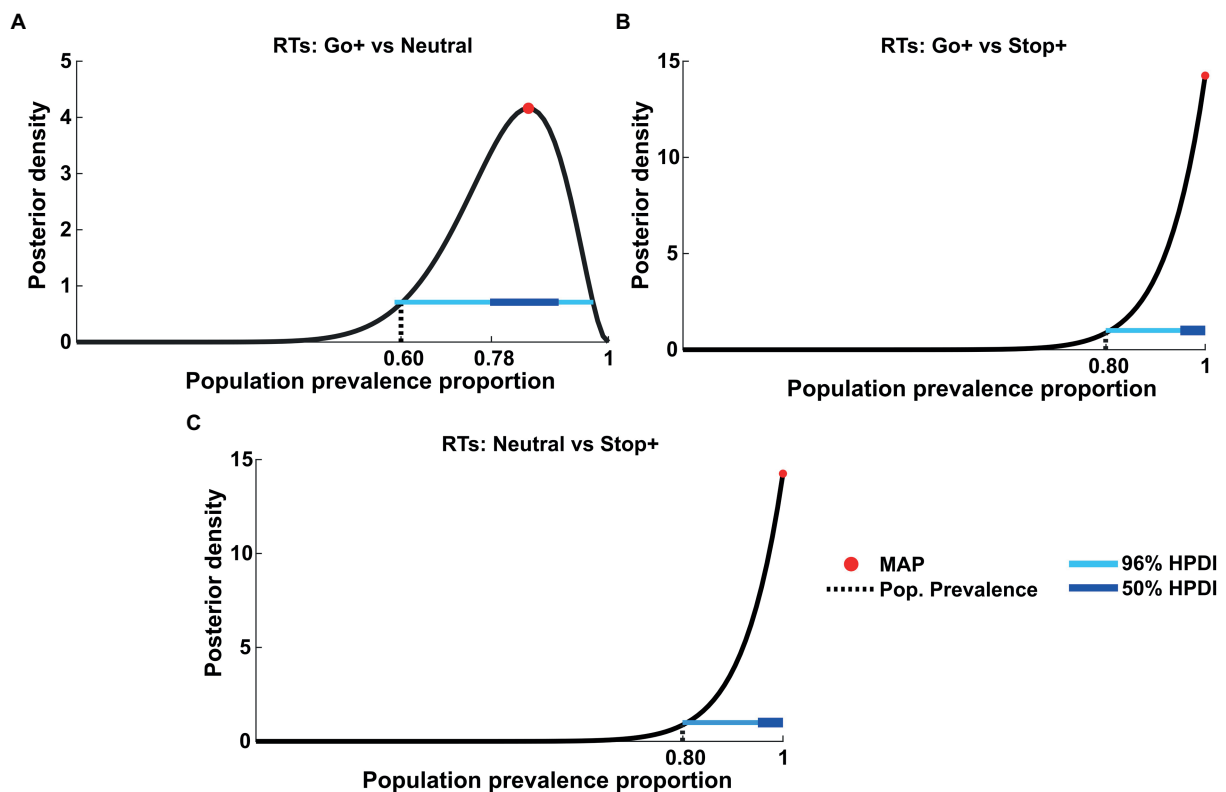 A
RTs: Go+ vs Neutral
Posterior density
5
4
3
2
1
0
0.60
0.78
1
Population prevalence proportion
B
RTs: Go+ vs Stop+
Posterior density
15
10
5
0
0.80
1
Population prevalence proportion
C
RTs: Neutral vs Stop+
Posterior density
15
10
5
0
0.80
1
Population prevalence proportion
MAP
Pop. Prevalence
96% HPDI
50% HPDI